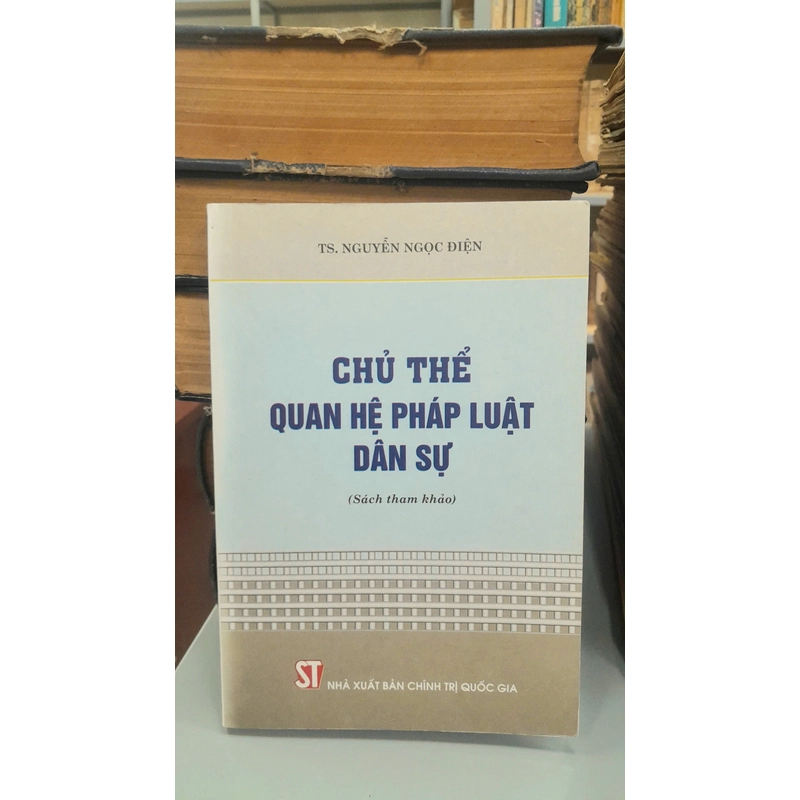 TS. NGUYỄN NGỌC ĐIỆN
CHỦ THỂ
QUAN HỆ PHÁP LUẬT
DÂN SỰ
(Sách tham khảo)
ST NHÀ XUẤT BẢN CHÍNH TRỊ QUỐC GIA